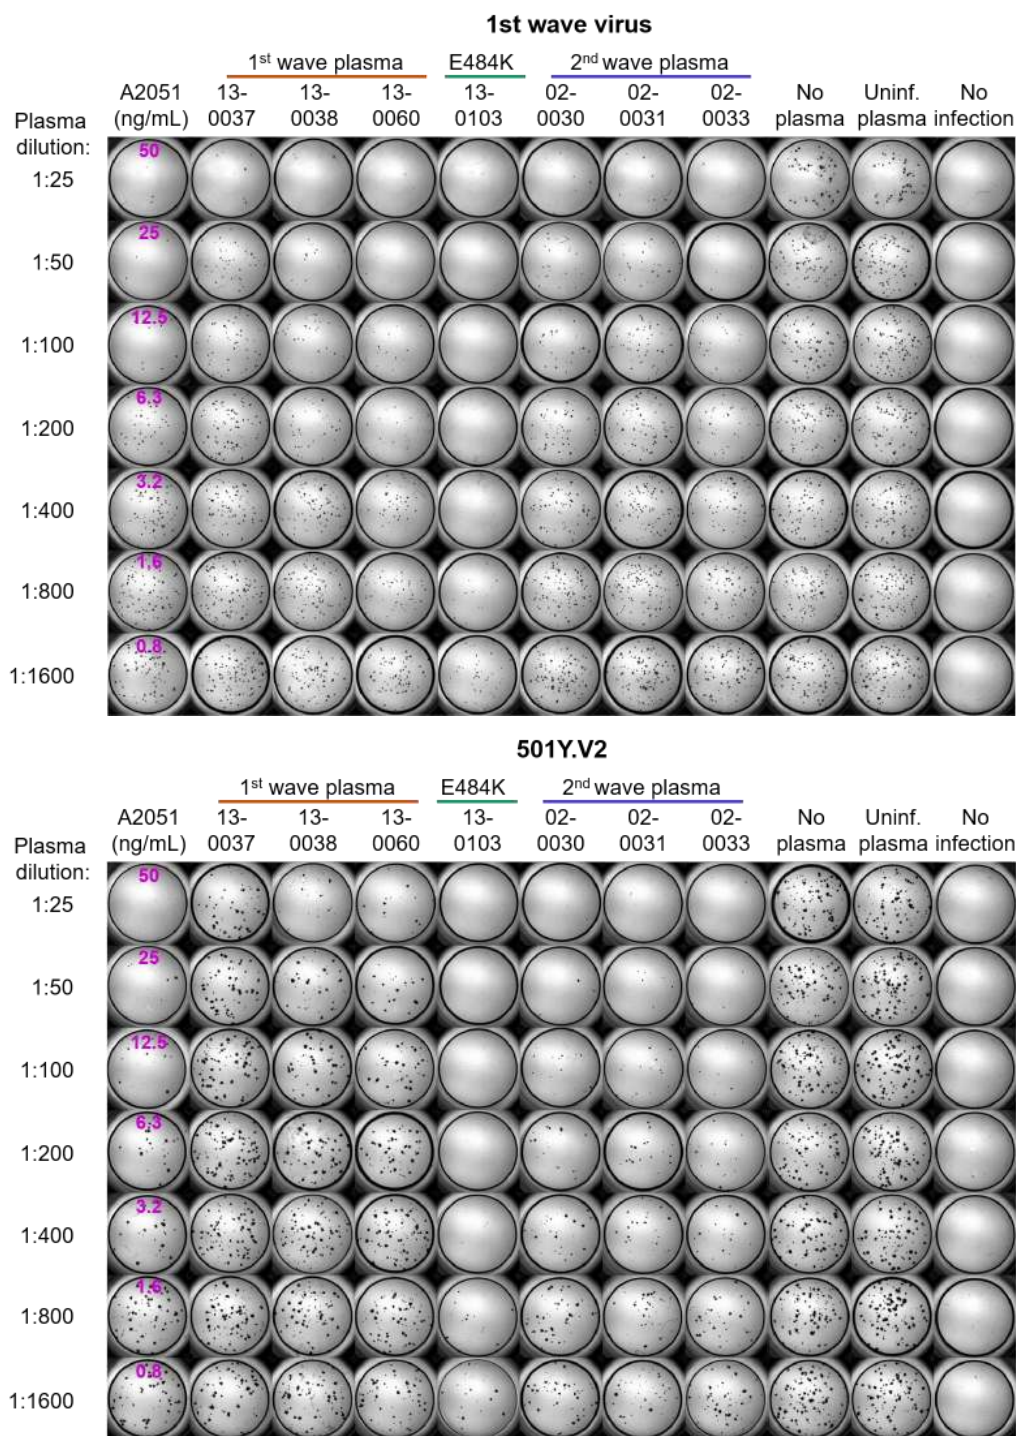 1st wave virus
1st wave plasma E484K 2nd wave plasma
A2051 13- 13- 13- 13- 02- 02- 02- No Uninf. No
Plasma (ng/mL) 0037 0038 0060 0103 0030 0031 0033 plasma plasma infection
dilution:
50
1:25
25
1:50
12.5
1:100
6.3
1:200
3.2
1:400
1.6
1:800
0.8
1:1600
501Y.V2
1st wave plasma E484K 2nd wave plasma
A2051 13- 13- 13- 13- 02- 02- 02- No Uninf. No
Plasma (ng/mL) 0037 0038 0060 0103 0030 0031 0033 plasma plasma infection
dilution:
50
1:25
25
1:50
12.5
1:100
6.3
1:200
3.2
1:400
1.6
1:800
0.8
1:1600